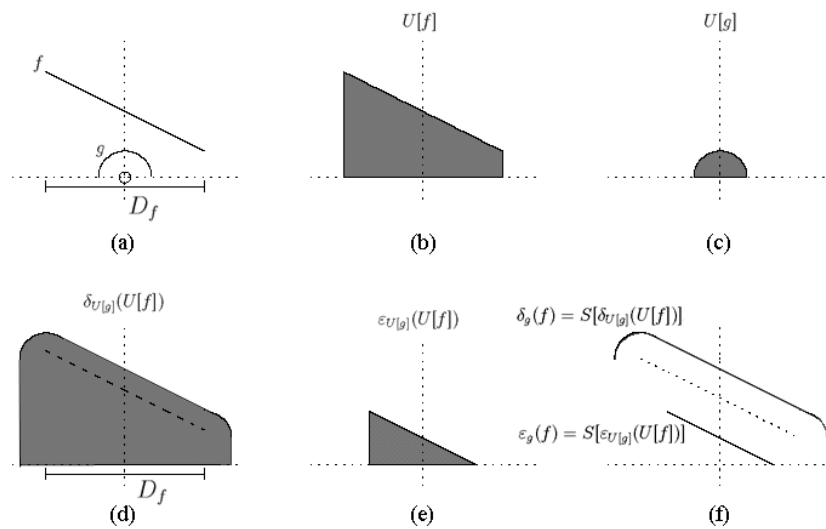 U[f]
U[g]
f
g
D_f
(a)
(b)
(c)
δ_{U[g]}(U[f])
ε_{U[g]}(U[f])
δ_g(f) = S[δ_{U[g]}(U[f])]
ε_g(f) = S[ε_{U[g]}(U[f])]
D_f
(d)
(e)
(f)